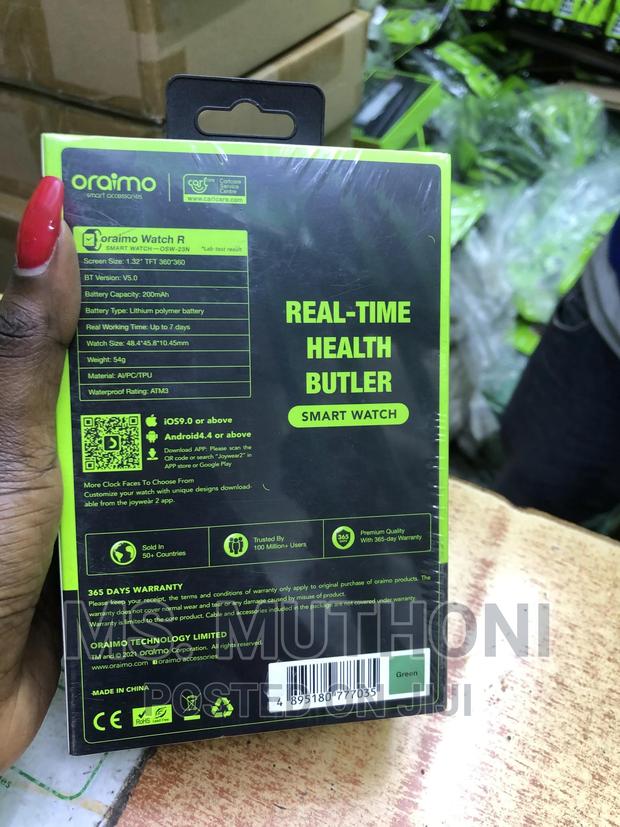 oraimo
smart accessories
carlcare
Carlcare
Service
Centre
www.carlcare.com
oraimo Watch R
SMART WATCH—OSW-23N
*Lab test result
Screen Size: 1.32" TFT 360*360
BT Version: V5.0
Battery Capacity: 200mAh
Battery Type: Lithium polymer battery
Real Working Time: Up to 7 days
Watch Size: 48.4*45.8*10.45mm
Weight: 54g
Material: Al/PC/TPU
Waterproof Rating: ATM3
REAL-TIME
HEALTH
BUTLER
SMART WATCH
iOS9.0 or above
Android4.4 or above
Download APP: Please scan the
QR code or search "Joywear2" in
APP store or Google Play
More Clock Faces To Choose From
Customize your watch with unique designs download-
able from the joywear 2 app.
Sold In
50+ Countries
Trusted By
100 Million+ Users
365
Premium Quality
With 365-day Warranty
365 DAYS WARRANTY
Please keep your receipt, the terms and conditions of warranty only apply to original purchase of oraimo products. The
warranty does not cover normal wear and tear or any damage caused by misuse of product.
Warranty is limited to the core product, Cable and accessories included in the package are not covered under warranty.
ORAIMO TECHNOLOGY LIMITED
TM and © 2021 oraimo Corporation. All rights reserved.
www.oraimo.com oraimo accessories
MADE IN CHINA
CE
RoHS
Lead Free
4 895180 777035
Green
MS. MUTHONI
POSTED ON JIJI